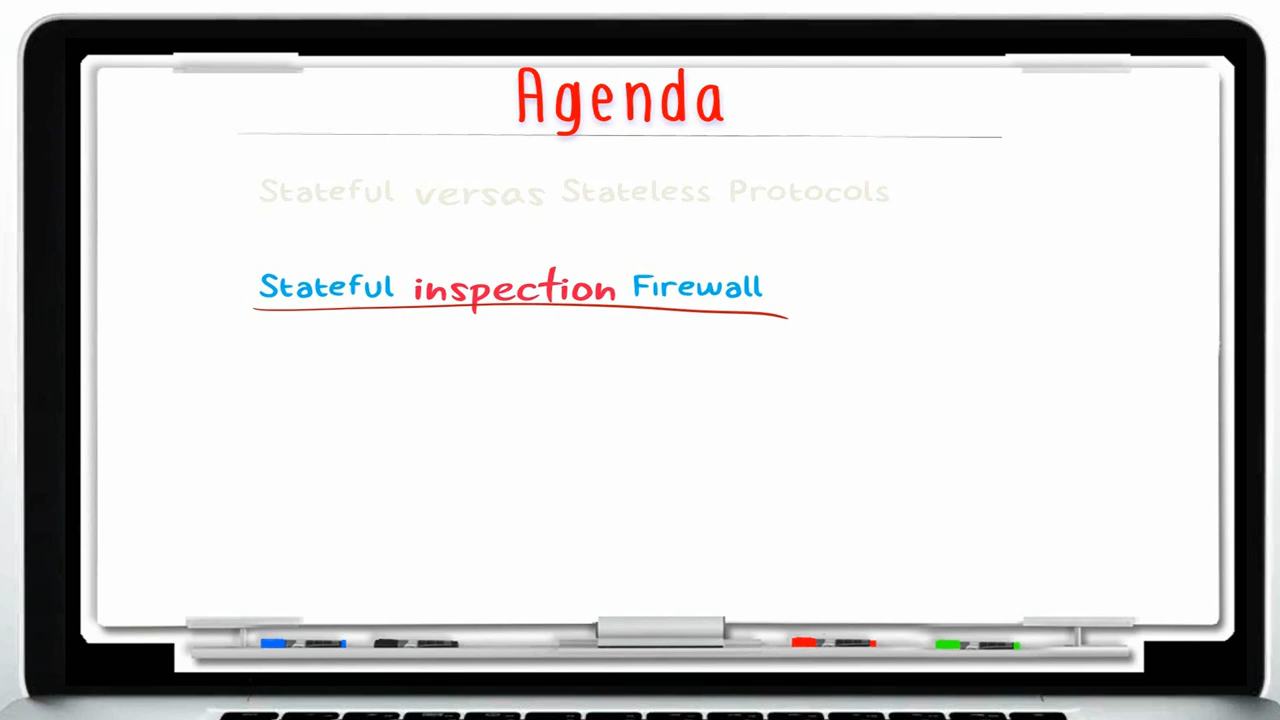 Agenda
Stateful versas Stateless Protocols
Stateful inspection Firewall